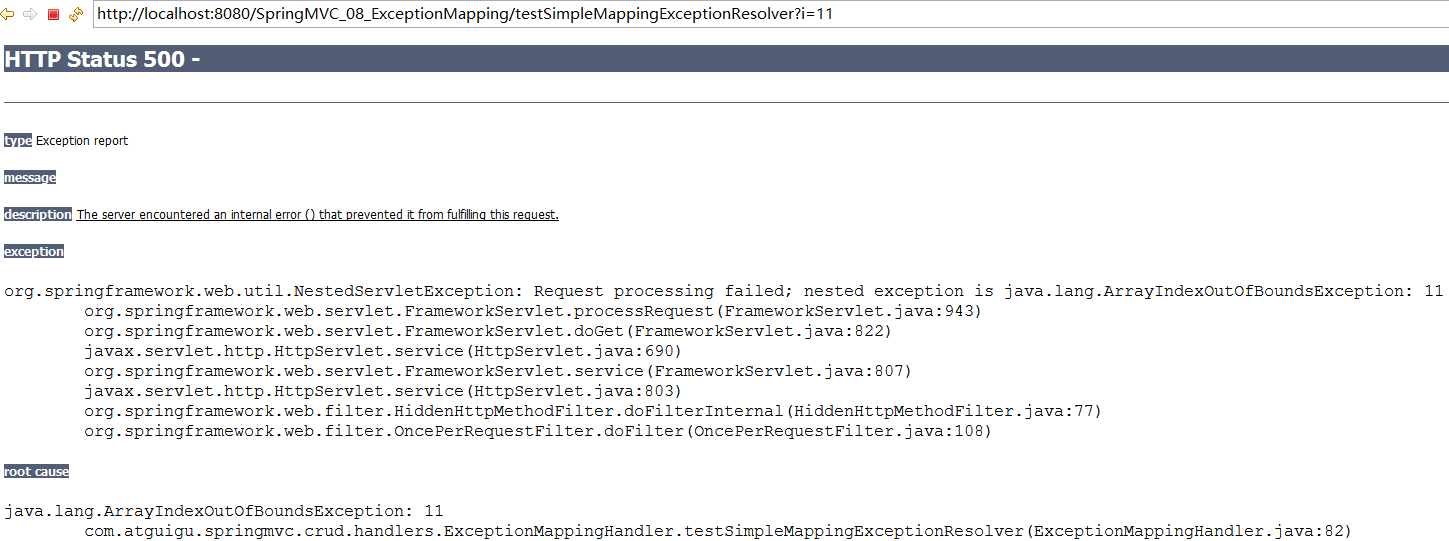 http://localhost:8080/SpringMVC_08_ExceptionMapping/testSimpleMappingExceptionResolver?i=11
HTTP Status 500 -
type Exception report
message
description The server encountered an internal error () that prevented it from fulfilling this request.
exception
org.springframework.web.util.NestedServletException: Request processing failed; nested exception is java.lang.ArrayIndexOutOfBoundsException: 11
org.springframework.web.servlet.FrameworkServlet.processRequest(FrameworkServlet.java:943)
org.springframework.web.servlet.FrameworkServlet.doGet(FrameworkServlet.java:822)
javax.servlet.http.HttpServlet.service(HttpServlet.java:690)
org.springframework.web.servlet.FrameworkServlet.service(FrameworkServlet.java:807)
javax.servlet.http.HttpServlet.service(HttpServlet.java:803)
org.springframework.web.filter.HiddenHttpMethodFilter.doFilterInternal(HiddenHttpMethodFilter.java:77)
org.springframework.web.filter.OncePerRequestFilter.doFilter(OncePerRequestFilter.java:108)
root cause
java.lang.ArrayIndexOutOfBoundsException: 11
com.atguigu.springmvc.crud.handlers.ExceptionMappingHandler.testSimpleMappingExceptionResolver(ExceptionMappingHandler.java:82)